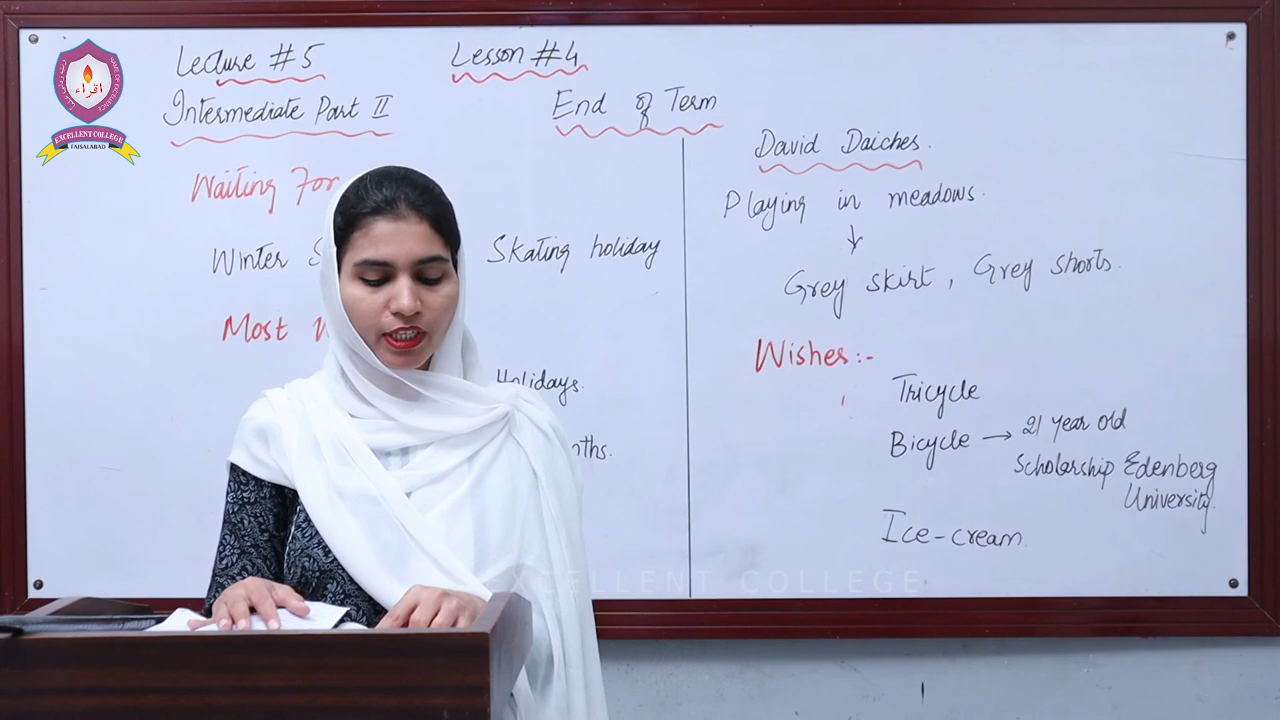 Lecture #5
Lesson #4
Intermediate Part II
End of Term
David Daiches.
Waiting For
Playing in meadows.
Winter S
Skating holiday
Grey skirt, Grey shorts.
Most
Wishes:-
Holidays.
Tricycle
Bicycle → 21 year old
Scholarship Edenberg
University.
nths.
Ice-cream.
اقراء
EXCELLENT COLLEGE
FAISALABAD
EXCELLENT COLLEGE